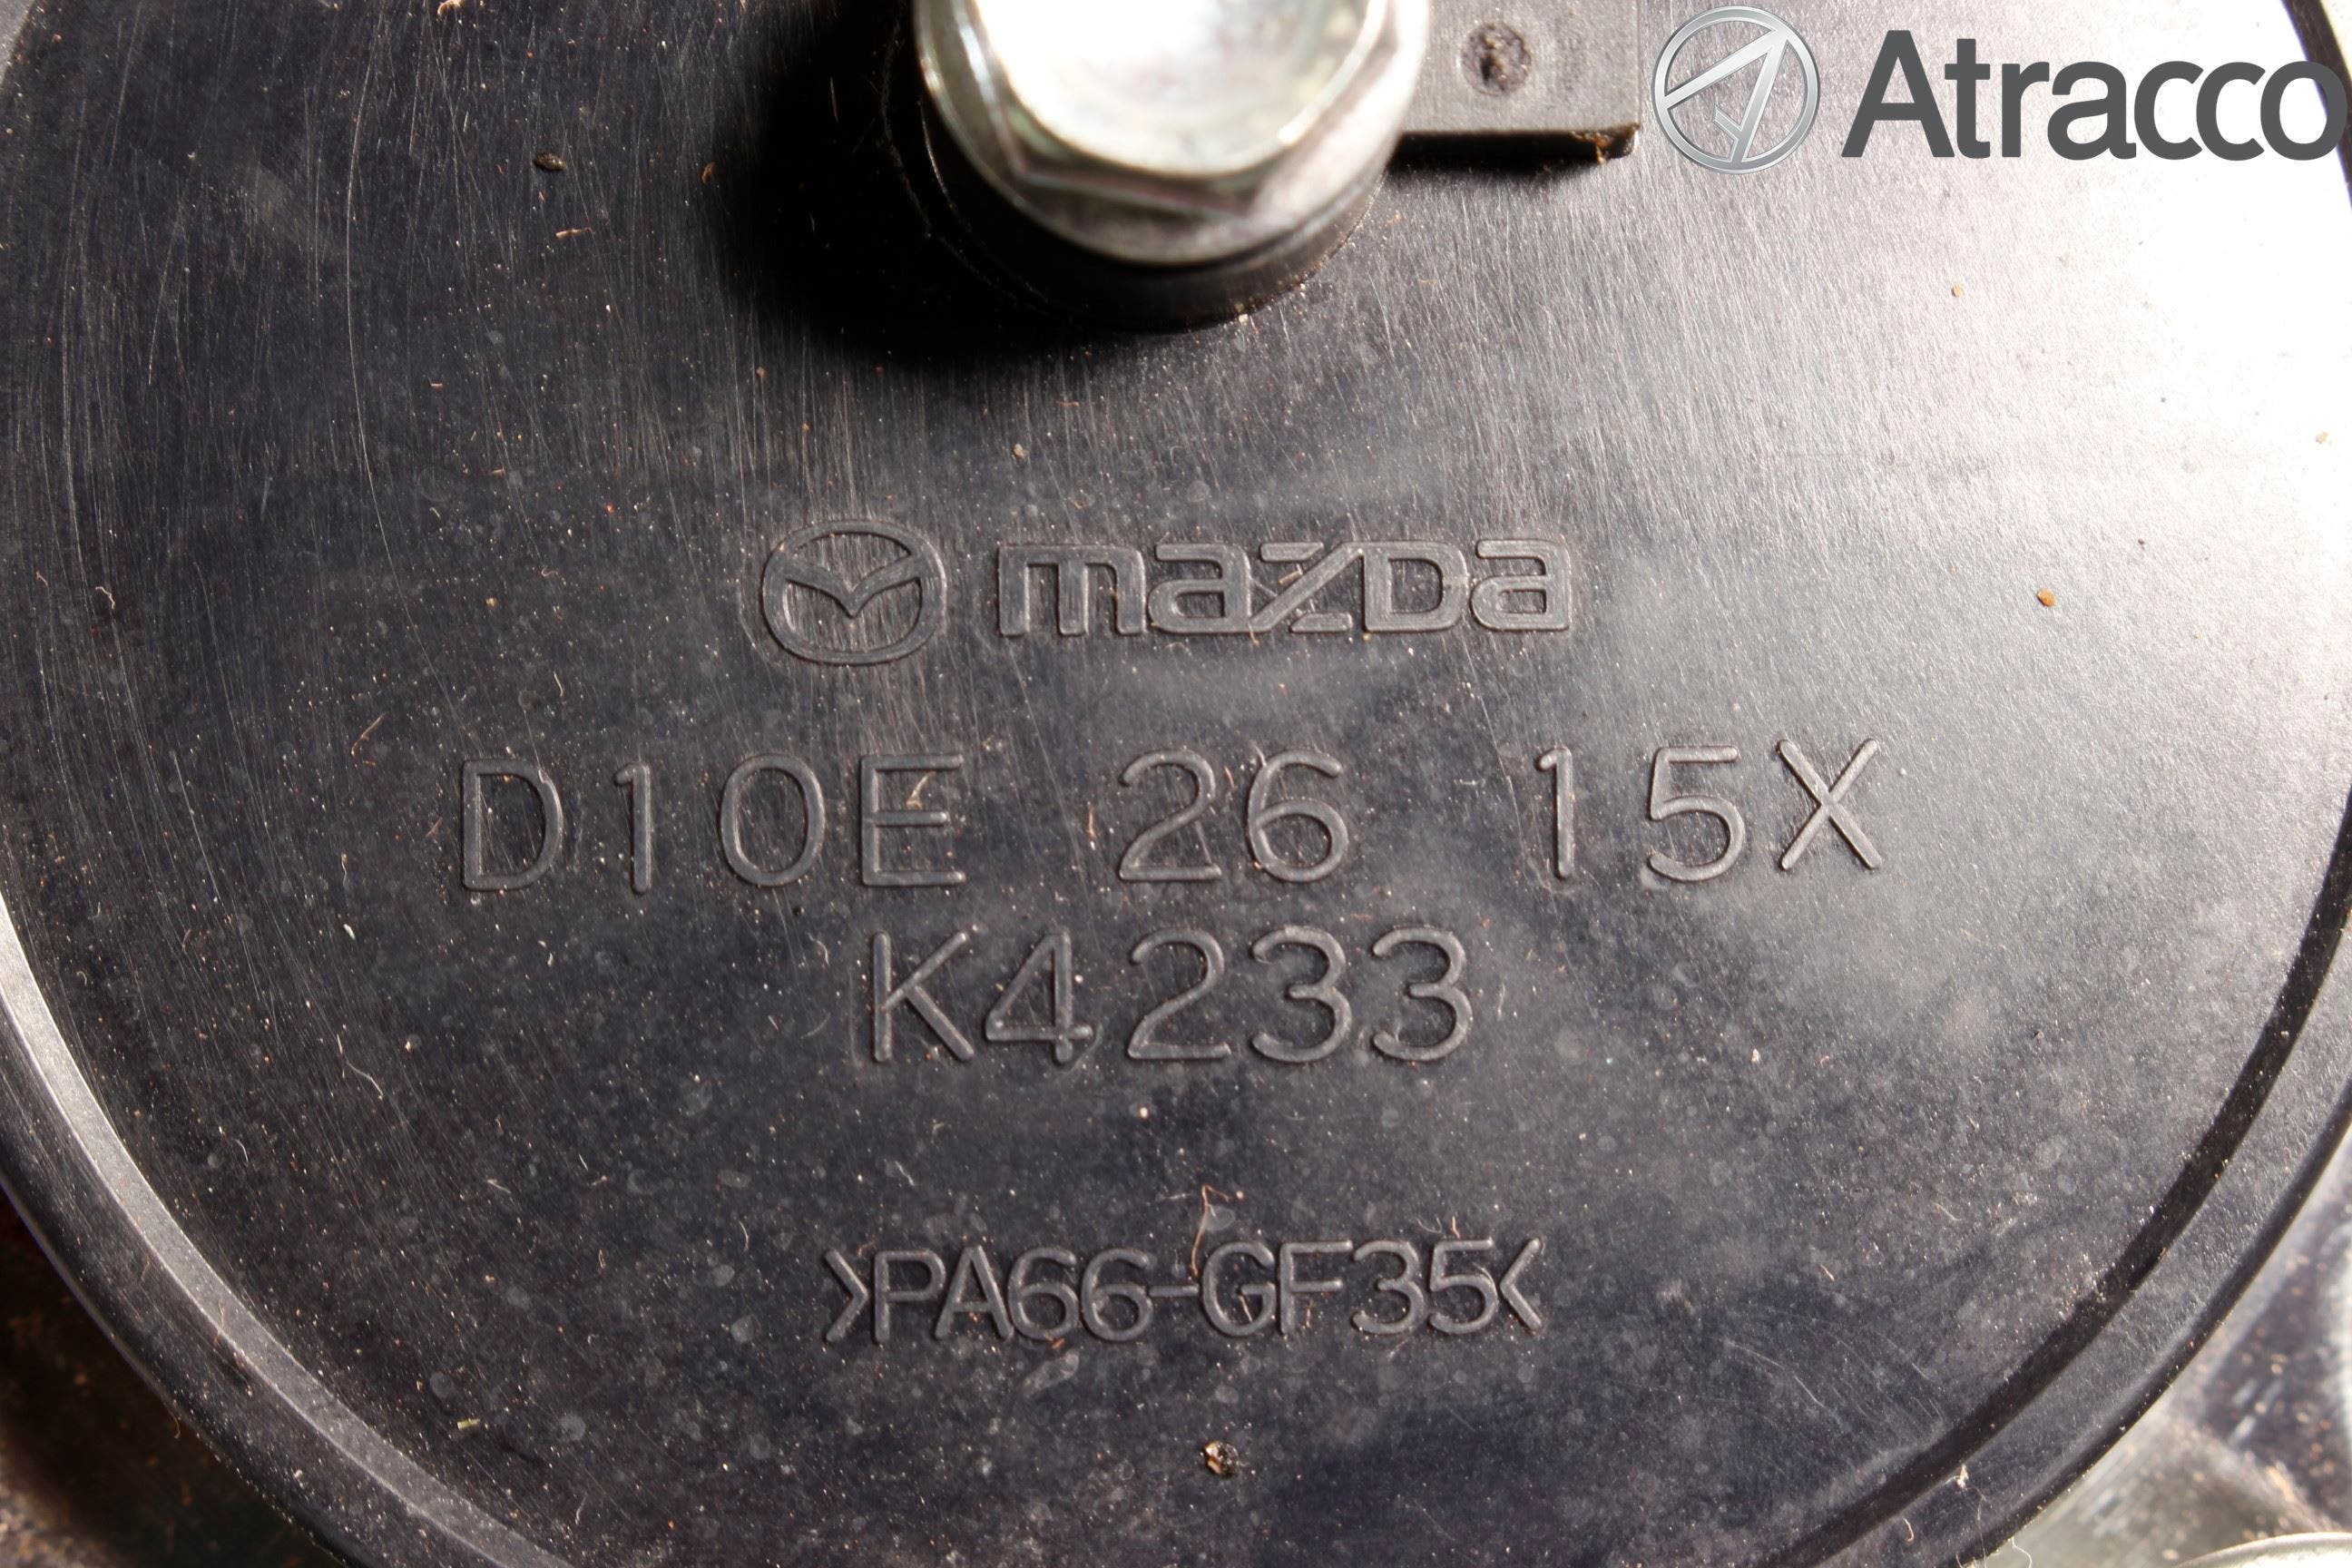 Atracco
mazda
D10E 26 15X
K4233
>PA66-GF35<